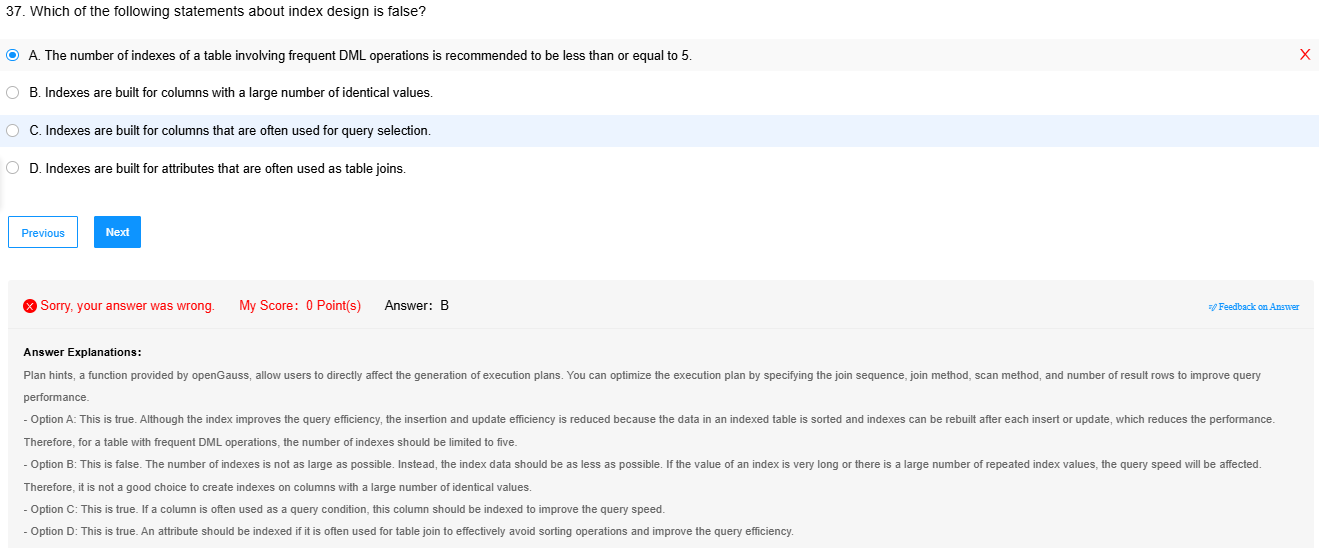 37. Which of the following statements about index design is false?
A. The number of indexes of a table involving frequent DML operations is recommended to be less than or equal to 5.
B. Indexes are built for columns with a large number of identical values.
C. Indexes are built for columns that are often used for query selection.
D. Indexes are built for attributes that are often used as table joins.
Previous Next
Sorry, your answer was wrong. My Score: 0 Point(s) Answer: B Feedback on Answer
Answer Explanations:
Plan hints, a function provided by openGauss, allow users to directly affect the generation of execution plans. You can optimize the execution plan by specifying the join sequence, join method, scan method, and number of result rows to improve query
performance.
- Option A: This is true. Although the index improves the query efficiency, the insertion and update efficiency is reduced because the data in an indexed table is sorted and indexes can be rebuilt after each insert or update, which reduces the performance.
Therefore, for a table with frequent DML operations, the number of indexes should be limited to five.
- Option B: This is false. The number of indexes is not as large as possible. Instead, the index data should be as less as possible. If the value of an index is very long or there is a large number of repeated index values, the query speed will be affected.
Therefore, it is not a good choice to create indexes on columns with a large number of identical values.
- Option C: This is true. If a column is often used as a query condition, this column should be indexed to improve the query speed.
- Option D: This is true. An attribute should be indexed if it is often used for table join to effectively avoid sorting operations and improve the query efficiency.